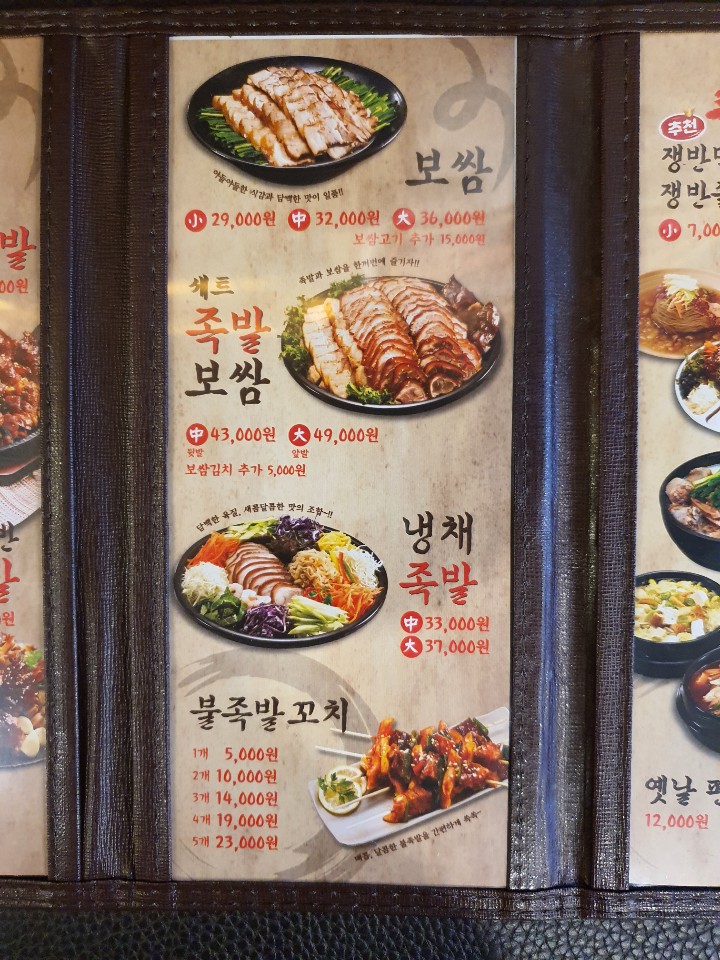 아들아들한 식감과 담백한 맛이 일품!!
보쌈
小 29,000원 中 32,000원 大 36,000원
보쌈고기 추가 15,000원
족발과 보쌈을 한꺼번에 즐기자!!
세트
족발
보쌈
中 43,000원 大 49,000원
뒷발 앞발
보쌈김치 추가 5,000원
담백한 육질, 새콤달콤한 맛의 조합~!!
냉채
족발
中 33,000원
大 37,000원
불족발꼬치
1개 5,000원
2개 10,000원
3개 14,000원
4개 19,000원
5개 23,000원
매콤, 달콤한 불족발을 간편하게 쏙쏙~
발
00원
반
발
원
추천
쟁반
쟁반
小 7,00
옛날
12,000원